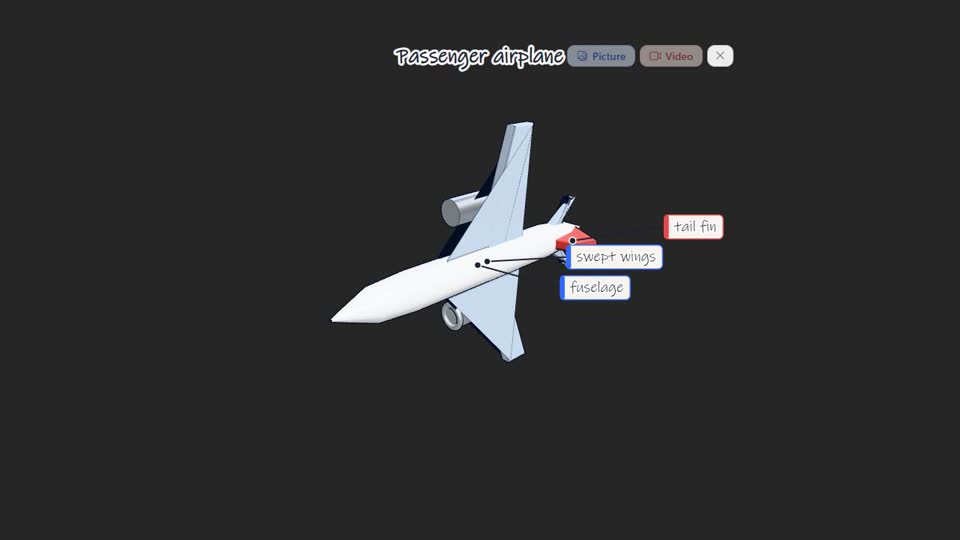 Passenger airplane
Picture
Video
tail fin
swept wings
fuselage